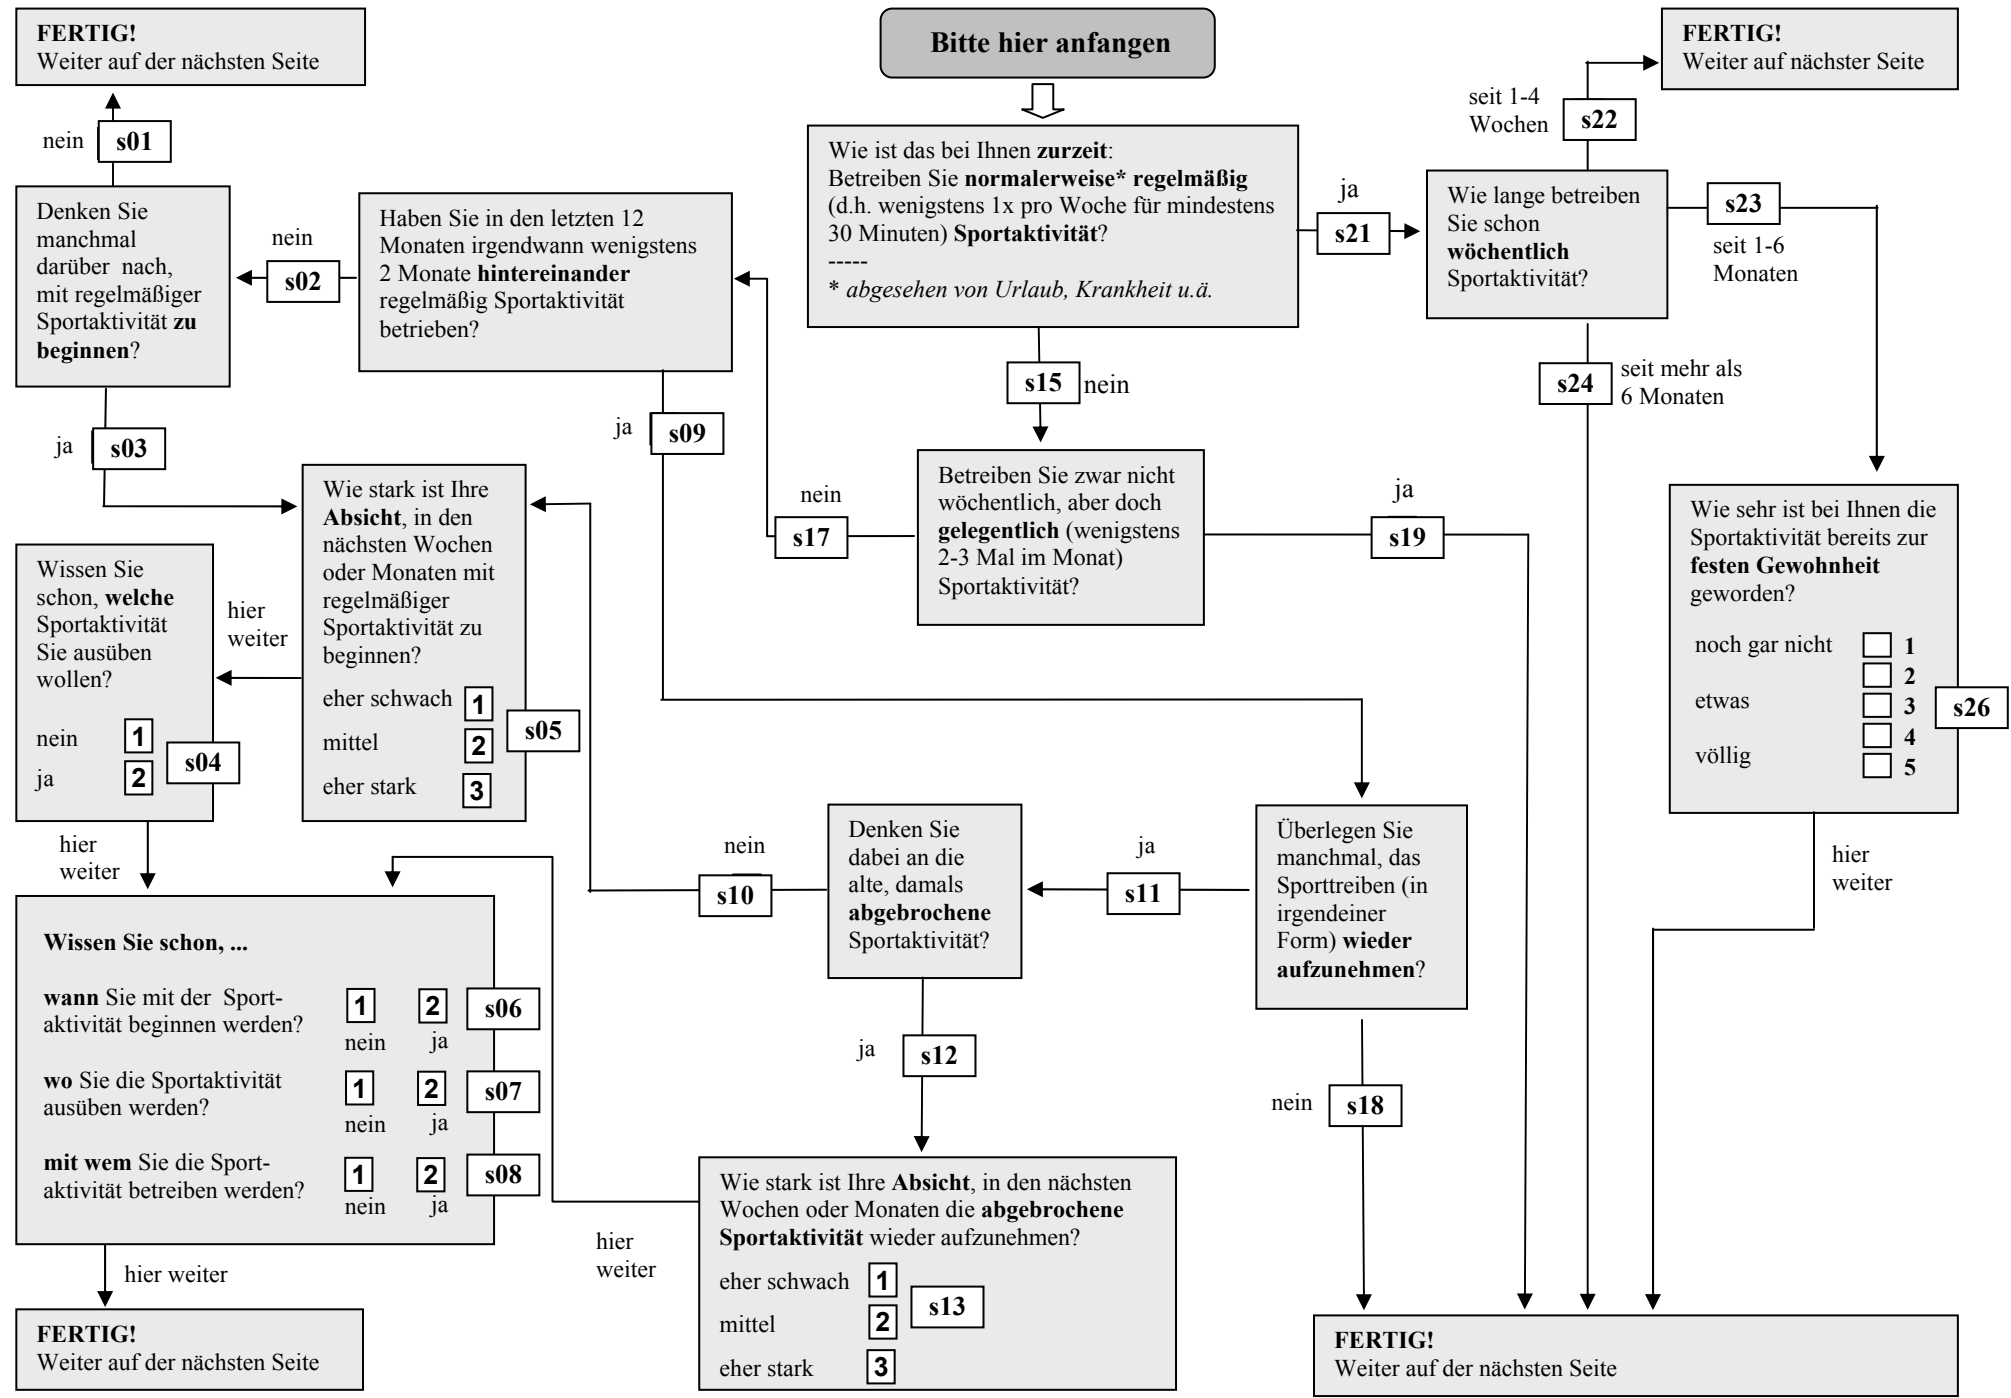 FERTIG!
Weiter auf der nächsten Seite
Bitte hier anfangen
FERTIG!
Weiter auf nächster Seite
nein
s01
seit 1-4
Wochen
s22
Denken Sie
manchmal
darüber nach,
mit regelmäßiger
Sportaktivität zu
beginnen?
nein
s02
Haben Sie in den letzten 12
Monaten irgendwann wenigstens
2 Monate hintereinander
regelmäßig Sportaktivität
betrieben?
Wie ist das bei Ihnen zurzeit:
Betreiben Sie normalerweise* regelmäßig
(d.h. wenigstens 1x pro Woche für mindestens
30 Minuten) Sportaktivität?
-----
* abgesehen von Urlaub, Krankheit u.ä.
ja
s21
Wie lange betreiben
Sie schon
wöchentlich
Sportaktivität?
s23
seit 1-6
Monaten
s15
nein
s24
seit mehr als
6 Monaten
ja
s03
ja
s09
Wie stark ist Ihre
Absicht, in den
nächsten Wochen
oder Monaten mit
regelmäßiger
Sportaktivität zu
beginnen?
eher schwach 1
mittel 2
eher stark 3
s05
nein
s17
Betreiben Sie zwar nicht
wöchentlich, aber doch
gelegentlich (wenigstens
2-3 Mal im Monat)
Sportaktivität?
ja
s19
Wie sehr ist bei Ihnen die
Sportaktivität bereits zur
festen Gewohnheit
geworden?
noch gar nicht 1
2
etwas 3
4
völlig 5
s26
hier
weiter
Wissen Sie
schon, welche
Sportaktivität
Sie ausüben
wollen?
nein 1
ja 2
s04
hier
weiter
nein
s10
Denken Sie
dabei an die
alte, damals
abgebrochene
Sportaktivität?
ja
s11
Überlegen Sie
manchmal, das
Sporttreiben (in
irgendeiner
Form) wieder
aufzunehmen?
hier
weiter
Wissen Sie schon, ...
wann Sie mit der Sport-
aktivität beginnen werden?
1 2
nein ja
s06
wo Sie die Sportaktivität
ausüben werden?
1 2
nein ja
s07
mit wem Sie die Sport-
aktivität betreiben werden?
1 2
nein ja
s08
ja
s12
nein
s18
hier
weiter
Wie stark ist Ihre Absicht, in den nächsten
Wochen oder Monaten die abgebrochene
Sportaktivität wieder aufzunehmen?
eher schwach 1
mittel 2
eher stark 3
s13
hier weiter
FERTIG!
Weiter auf der nächsten Seite
FERTIG!
Weiter auf der nächsten Seite